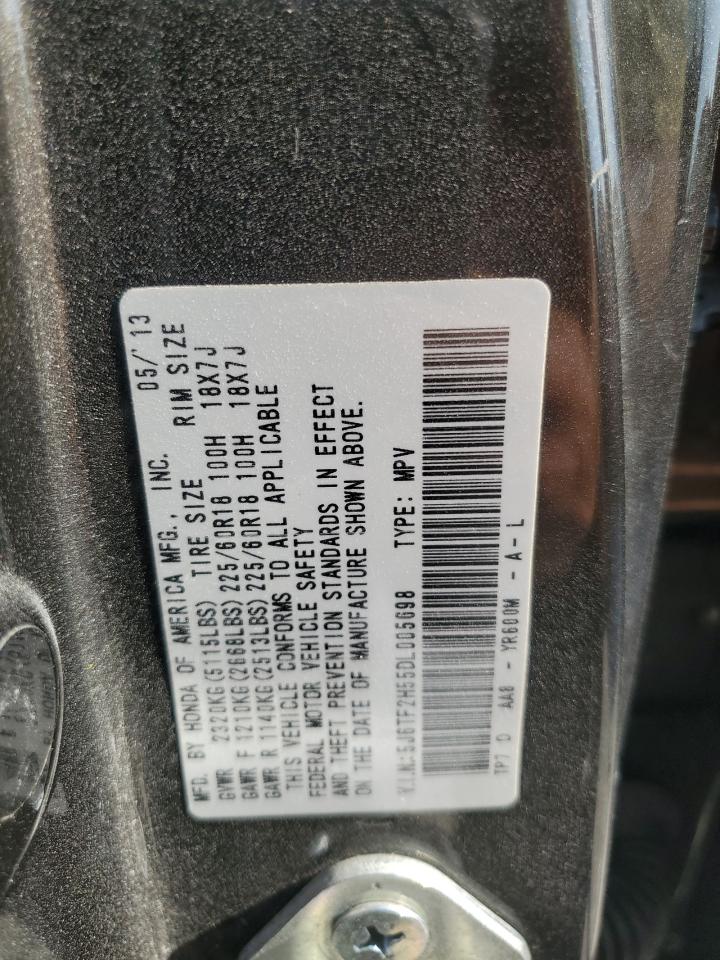 MFD. BY HONDA OF AMERICA MFG., INC. 05/'13
GVWR 2320KG(5115LBS) TIRE SIZE RIM SIZE
GAWR F 1210KG(2668LBS) 225/60R18 100H 18X7J
GAWR R 1140KG(2513LBS) 225/60R18 100H 18X7J
THIS VEHICLE CONFORMS TO ALL APPLICABLE
FEDERAL MOTOR VEHICLE SAFETY
AND THEFT PREVENTION STANDARDS IN EFFECT
ON THE DATE OF MANUFACTURE SHOWN ABOVE.
V.I.N:5J6TF2H55DL005698 TYPE: MPV
TP7 D AA8 - YR600M - A - L